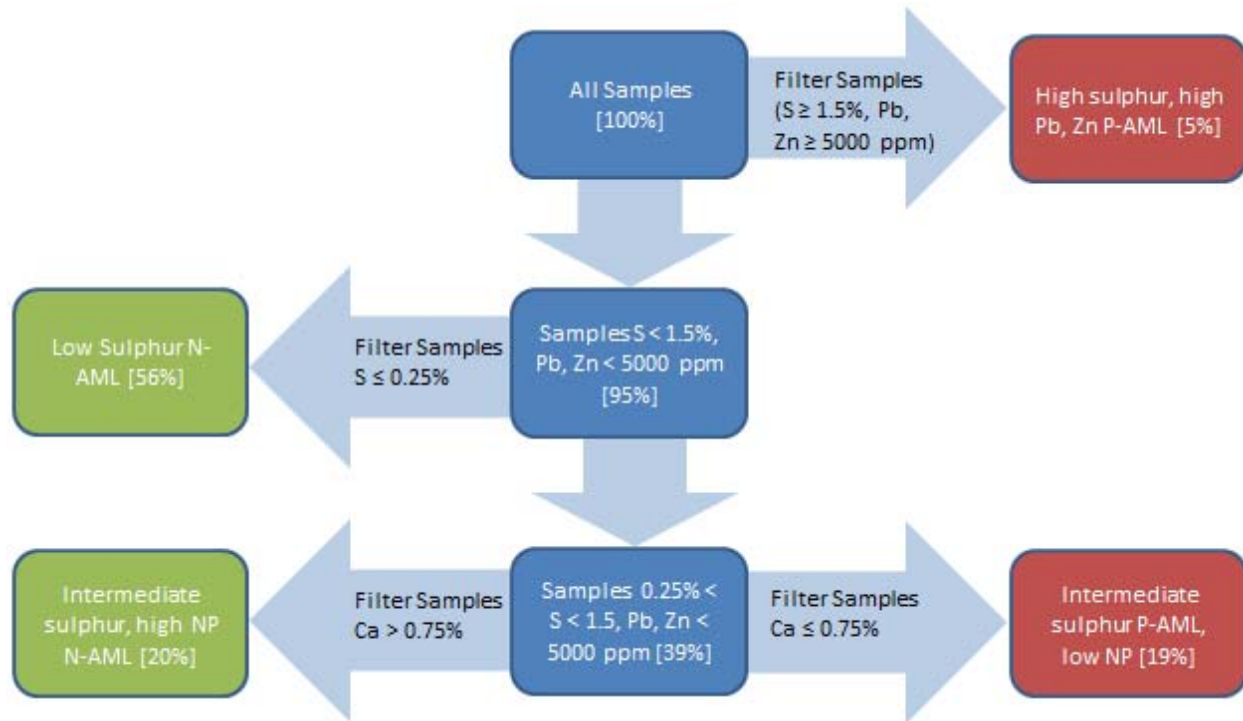 All Samples
[100%]
Filter Samples
(S ≥ 1.5%, Pb,
Zn ≥ 5000 ppm)
High sulphur, high
Pb, Zn P-AML [5%]
Low Sulphur N-
AML [56%]
Filter Samples
S ≤ 0.25%
Samples S < 1.5%,
Pb, Zn < 5000 ppm
[95%]
Intermediate
sulphur, high NP
N-AML [20%]
Filter Samples
Ca > 0.75%
Samples 0.25% <
S < 1.5, Pb, Zn <
5000 ppm [39%]
Filter Samples
Ca ≤ 0.75%
Intermediate
sulphur P-AML,
low NP [19%]